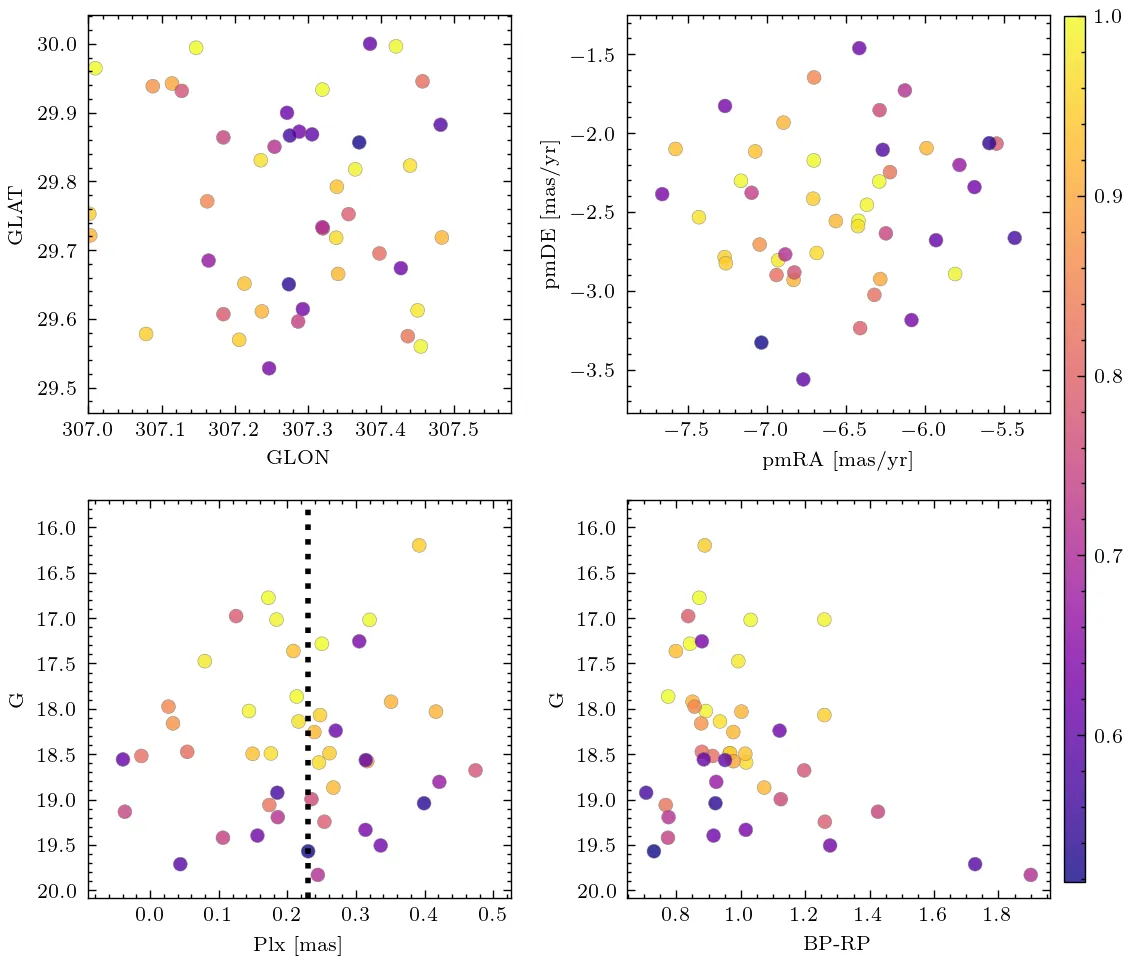 30.0
29.9
29.8
29.7
29.6
29.5
GLAT
307.0 307.1 307.2 307.3 307.4 307.5
GLON
−1.5
−2.0
−2.5
−3.0
−3.5
pmDE [mas/yr]
−7.5 −7.0 −6.5 −6.0 −5.5
pmRA [mas/yr]
1.0
0.9
0.8
0.7
0.6
16.0
16.5
17.0
17.5
18.0
18.5
19.0
19.5
20.0
G
0.0 0.1 0.2 0.3 0.4 0.5
Plx [mas]
16.0
16.5
17.0
17.5
18.0
18.5
19.0
19.5
20.0
G
0.8 1.0 1.2 1.4 1.6 1.8
BP-RP